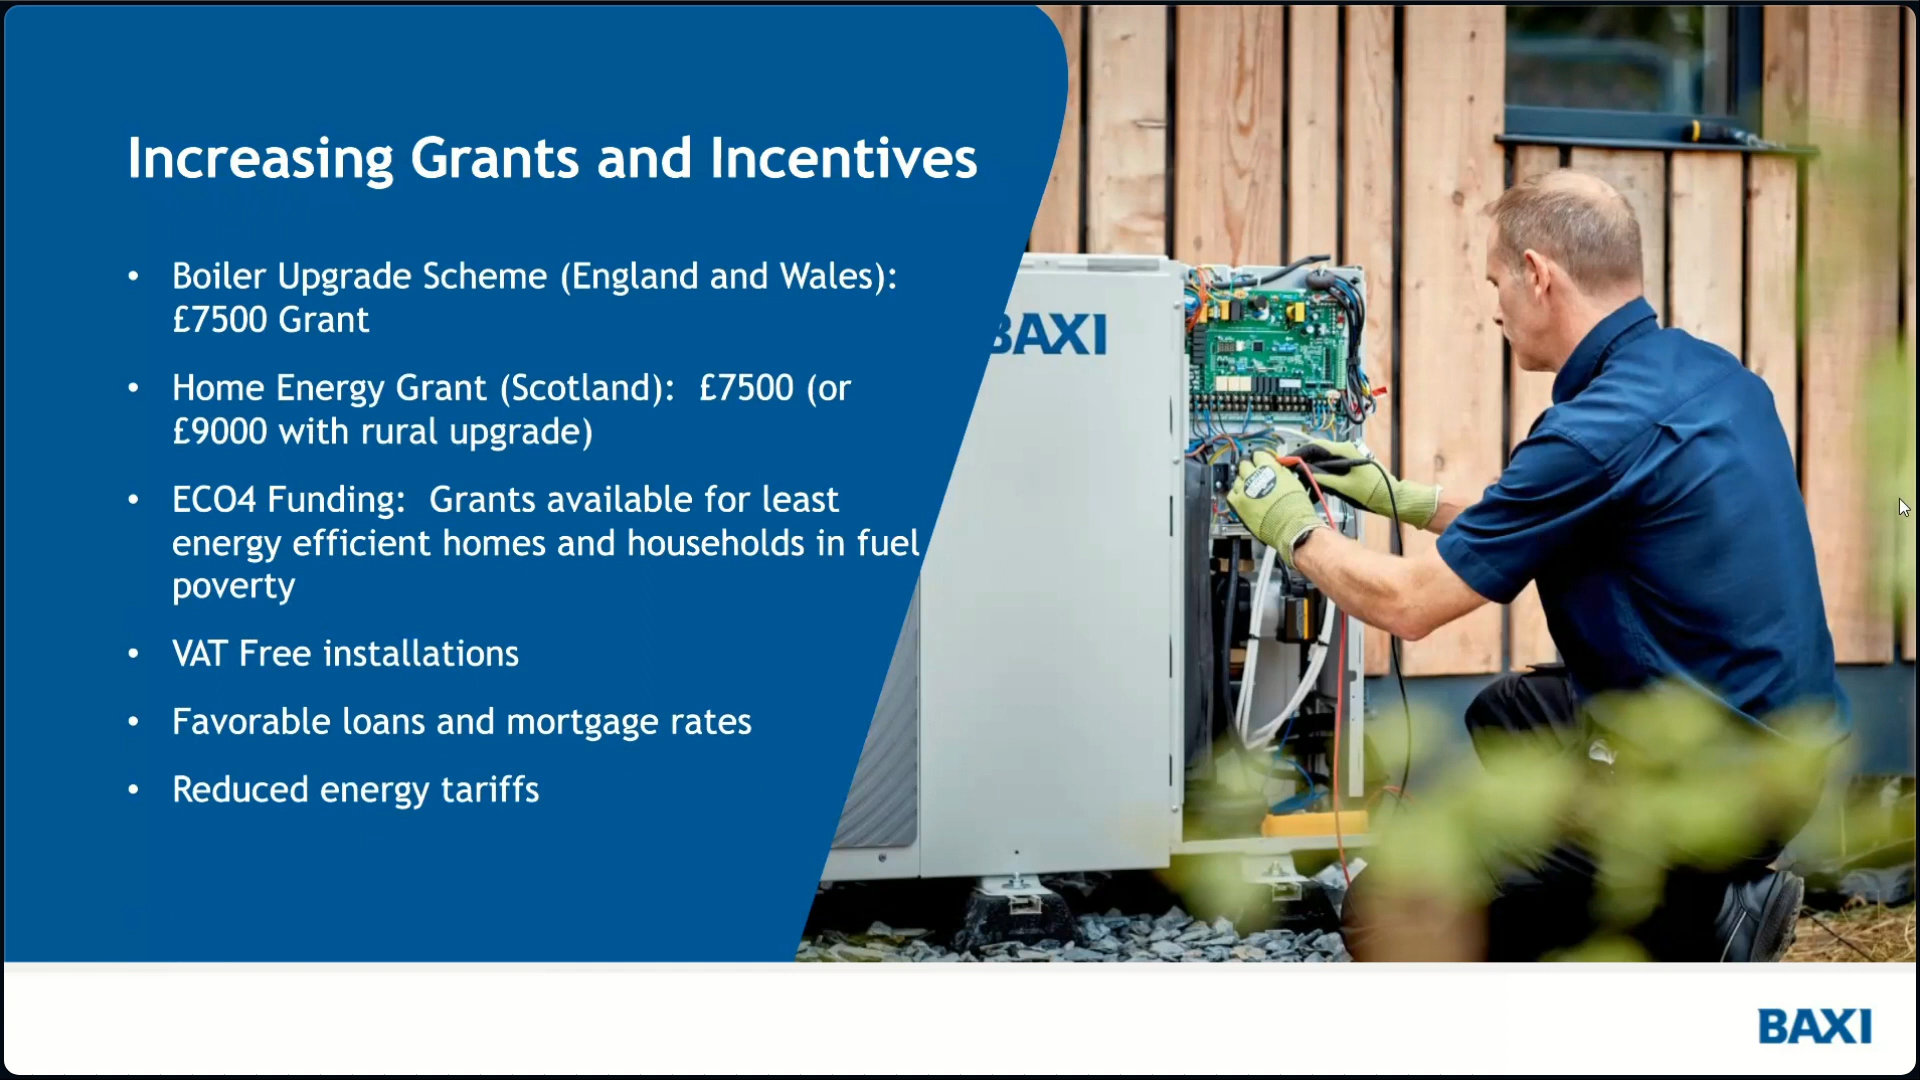 Increasing Grants and Incentives
• Boiler Upgrade Scheme (England and Wales):
£7500 Grant
• Home Energy Grant (Scotland): £7500 (or
£9000 with rural upgrade)
• ECO4 Funding: Grants available for least
energy efficient homes and households in fuel
poverty
• VAT Free installations
• Favorable loans and mortgage rates
• Reduced energy tariffs
BAXI
BAXI